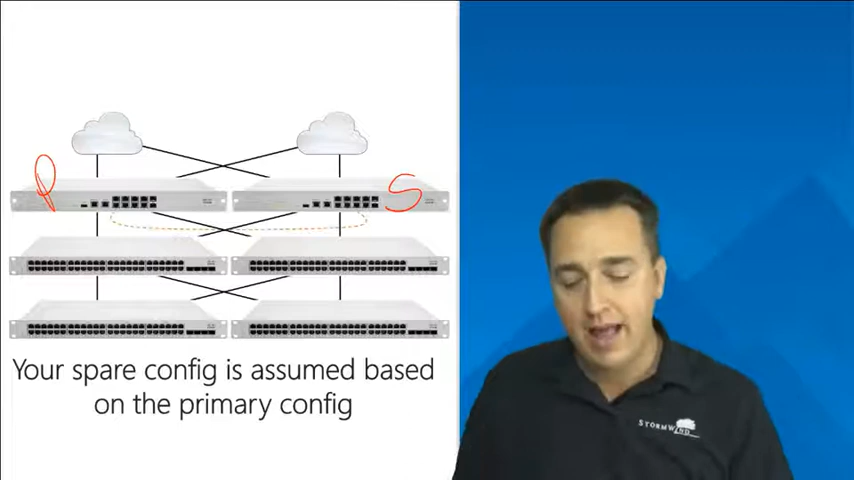 P
S
Your spare config is assumed based
on the primary config
STORMWIND